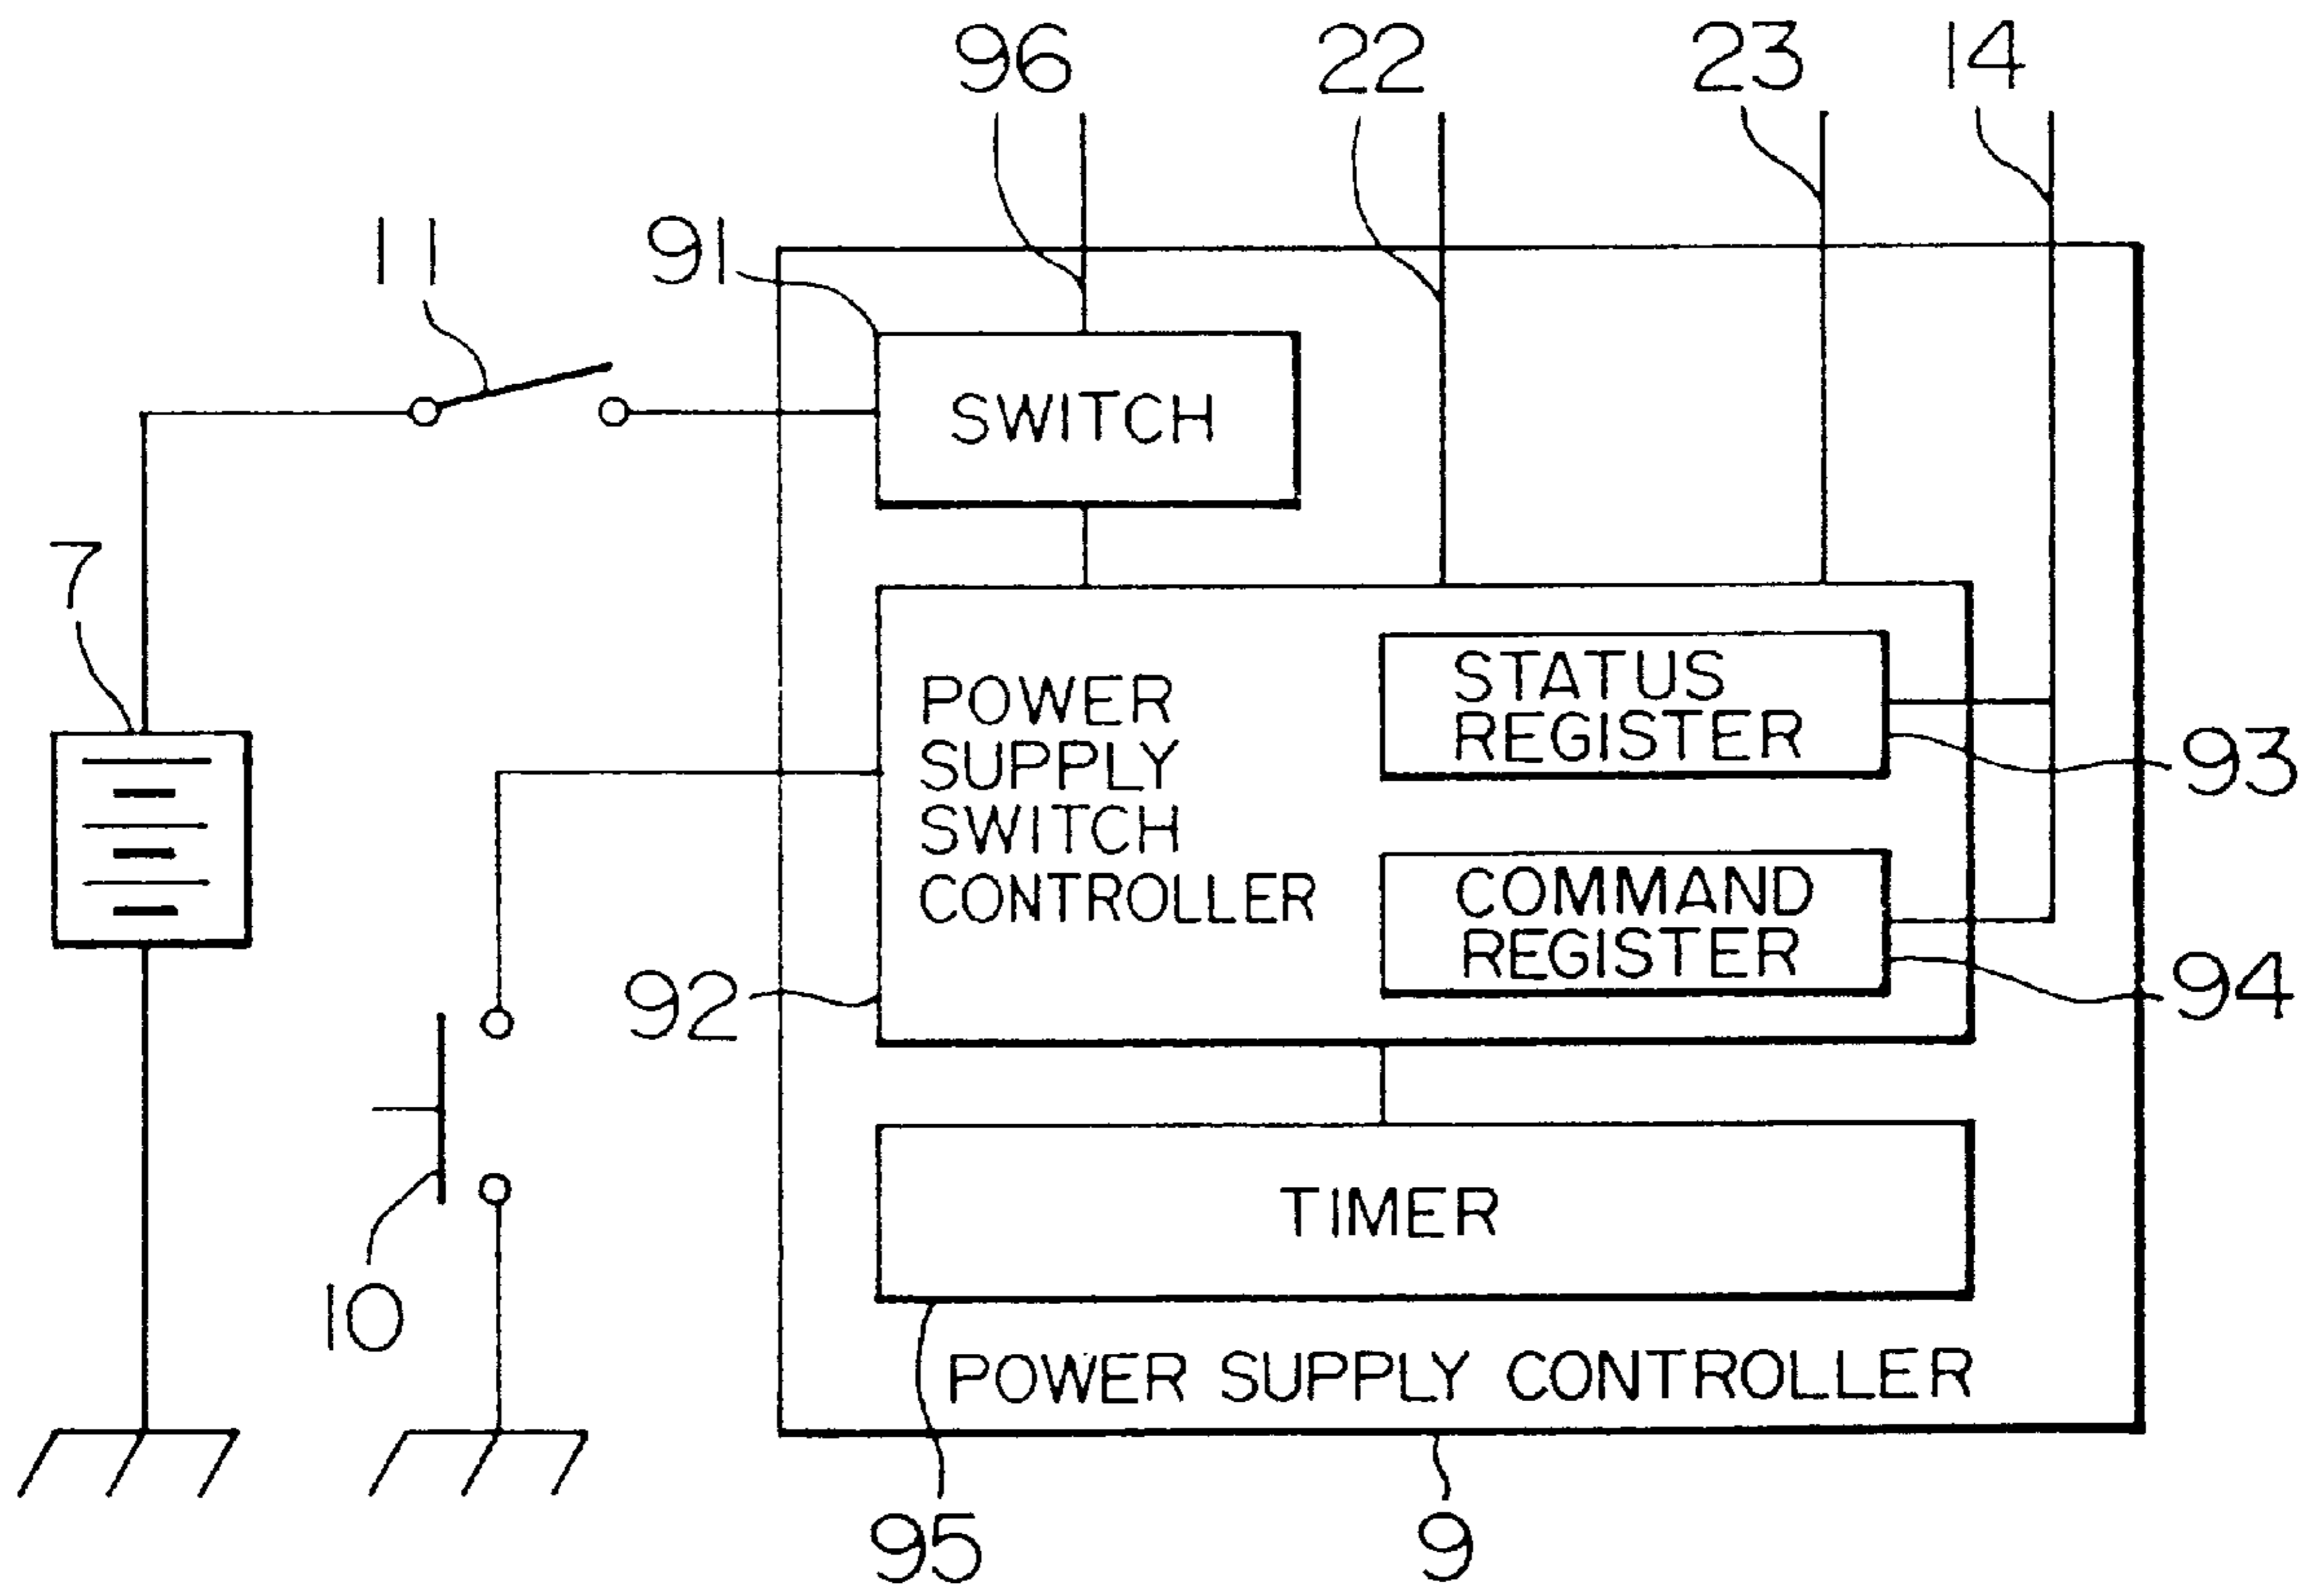 96
22
23
14
11
91
SWITCH
7
POWER
SUPPLY
SWITCH
CONTROLLER
STATUS
REGISTER
93
COMMAND
REGISTER
94
92
TIMER
10
POWER SUPPLY CONTROLLER
95
9